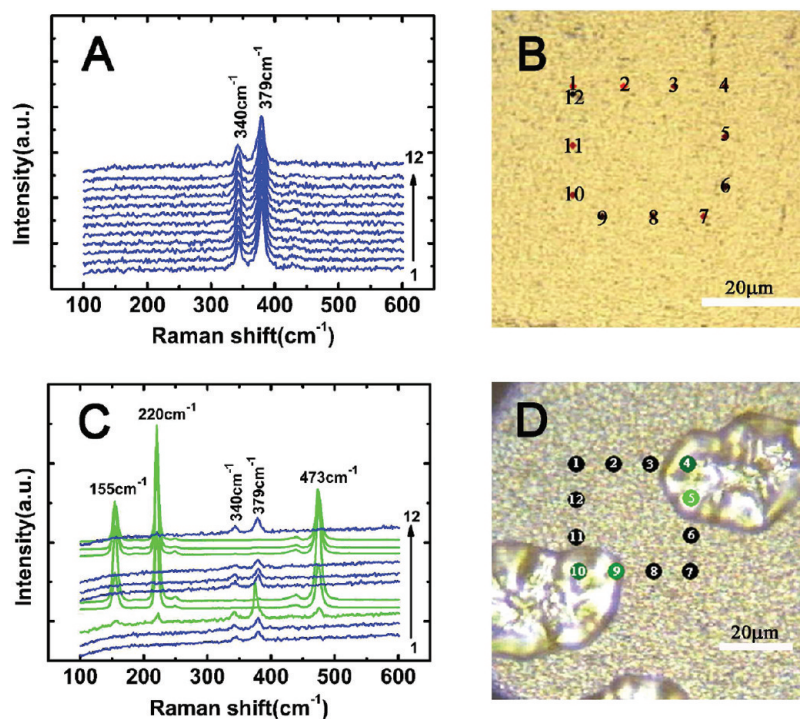 A
340cm-1
379cm-1
12
1
Intensity(a.u.)
100 200 300 400 500 600
Raman shift(cm-1)
B
1 2 3 4
12
5
11
6
10
9 8 7
20μm
C
220cm-1
155cm-1
340cm-1
379cm-1
473cm-1
12
1
Intensity(a.u.)
100 200 300 400 500 600
Raman shift(cm-1)
D
1 2 3 4
12 5
11 6
10 9 8 7
20μm